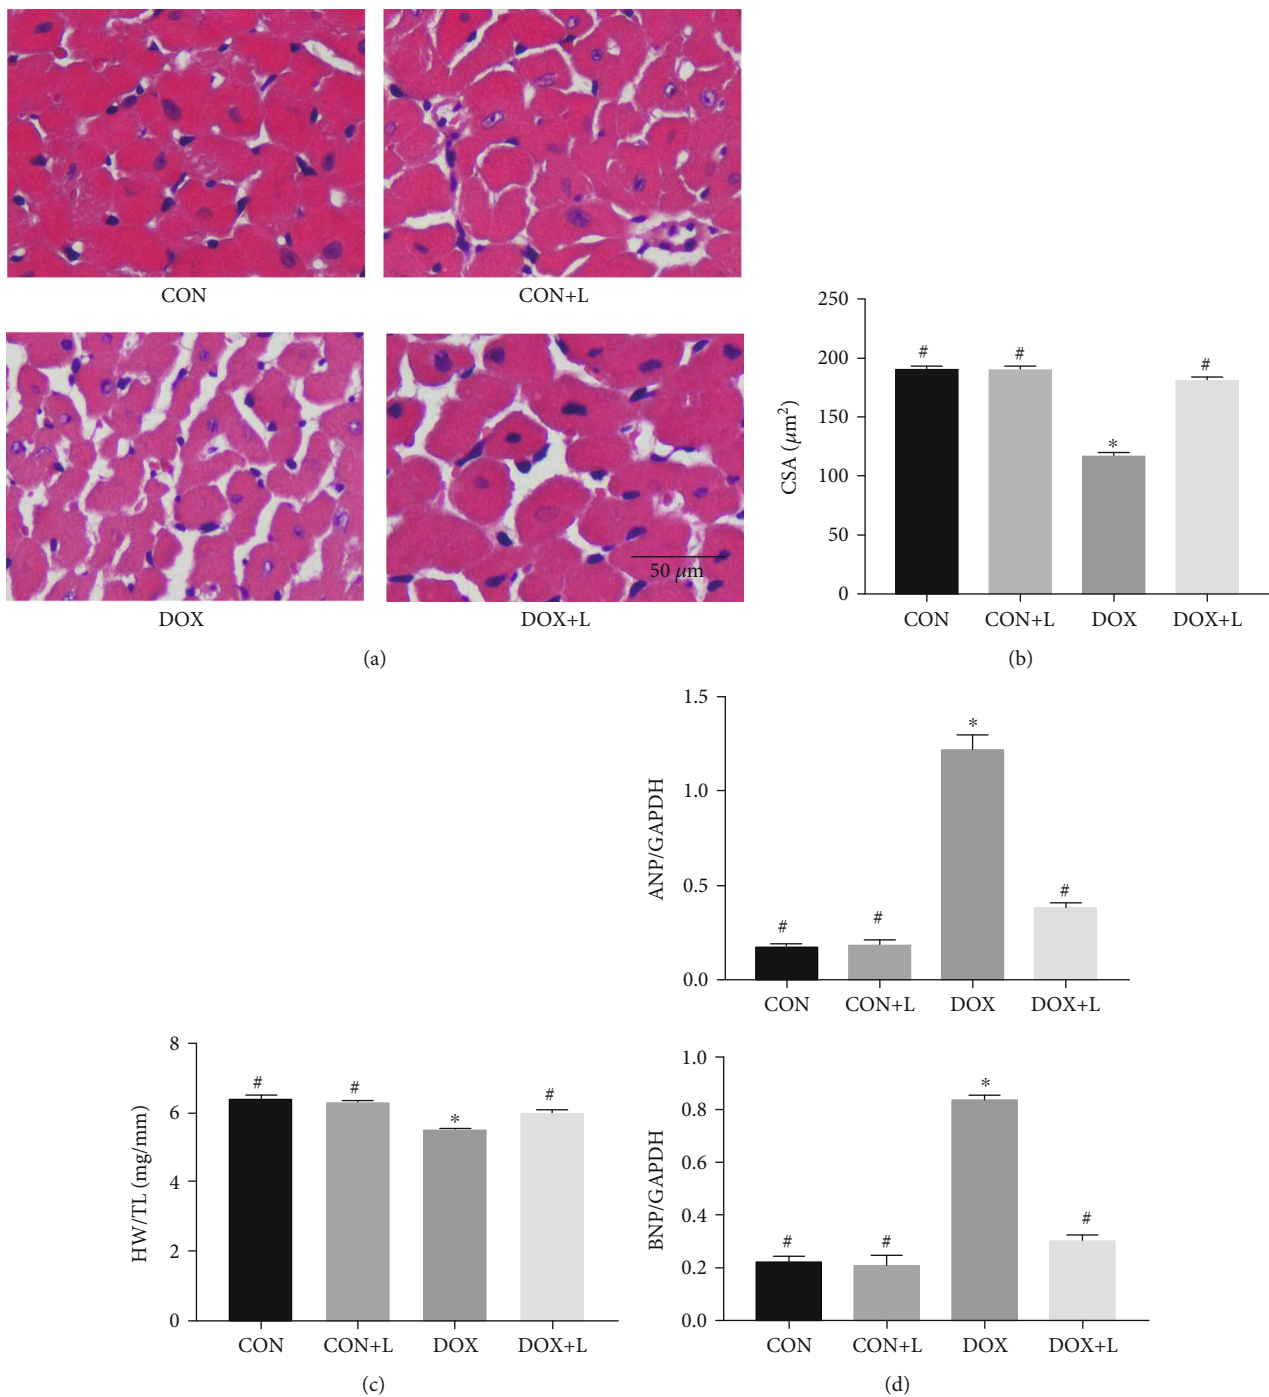 CON
CON+L
DOX
50 μm
DOX+L
(a)
250
200
150
100
50
0
CSA (μm²)
#
#
*
#
CON
CON+L
DOX
DOX+L
(b)
8
6
4
2
0
HW/TL (mg/mm)
#
#
*
#
CON
CON+L
DOX
DOX+L
(c)
1.5
1.0
0.5
0.0
ANP/GAPDH
#
#
*
#
CON
CON+L
DOX
DOX+L
1.0
0.8
0.6
0.4
0.2
0.0
BNP/GAPDH
#
#
*
#
CON
CON+L
DOX
DOX+L
(d)